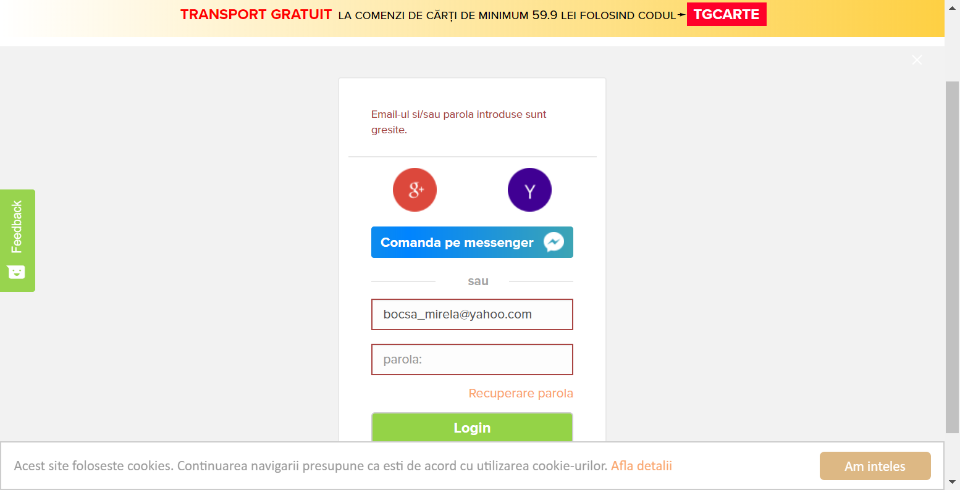 TRANSPORT GRATUIT LA COMENZI DE CĂRȚI DE MINIMUM 59.9 LEI FOLOSIND CODUL TGCARTE
Email-ul si/sau parola introduse sunt
gresite.
g+
Y
Comanda pe messenger
sau
bocsa_mirela@yahoo.com
parola:
Recuperare parola
Login
Feedback
Acest site foloseste cookies. Continuarea navigarii presupune ca esti de acord cu utilizarea cookie-urilor. Afla detalii
Am inteles